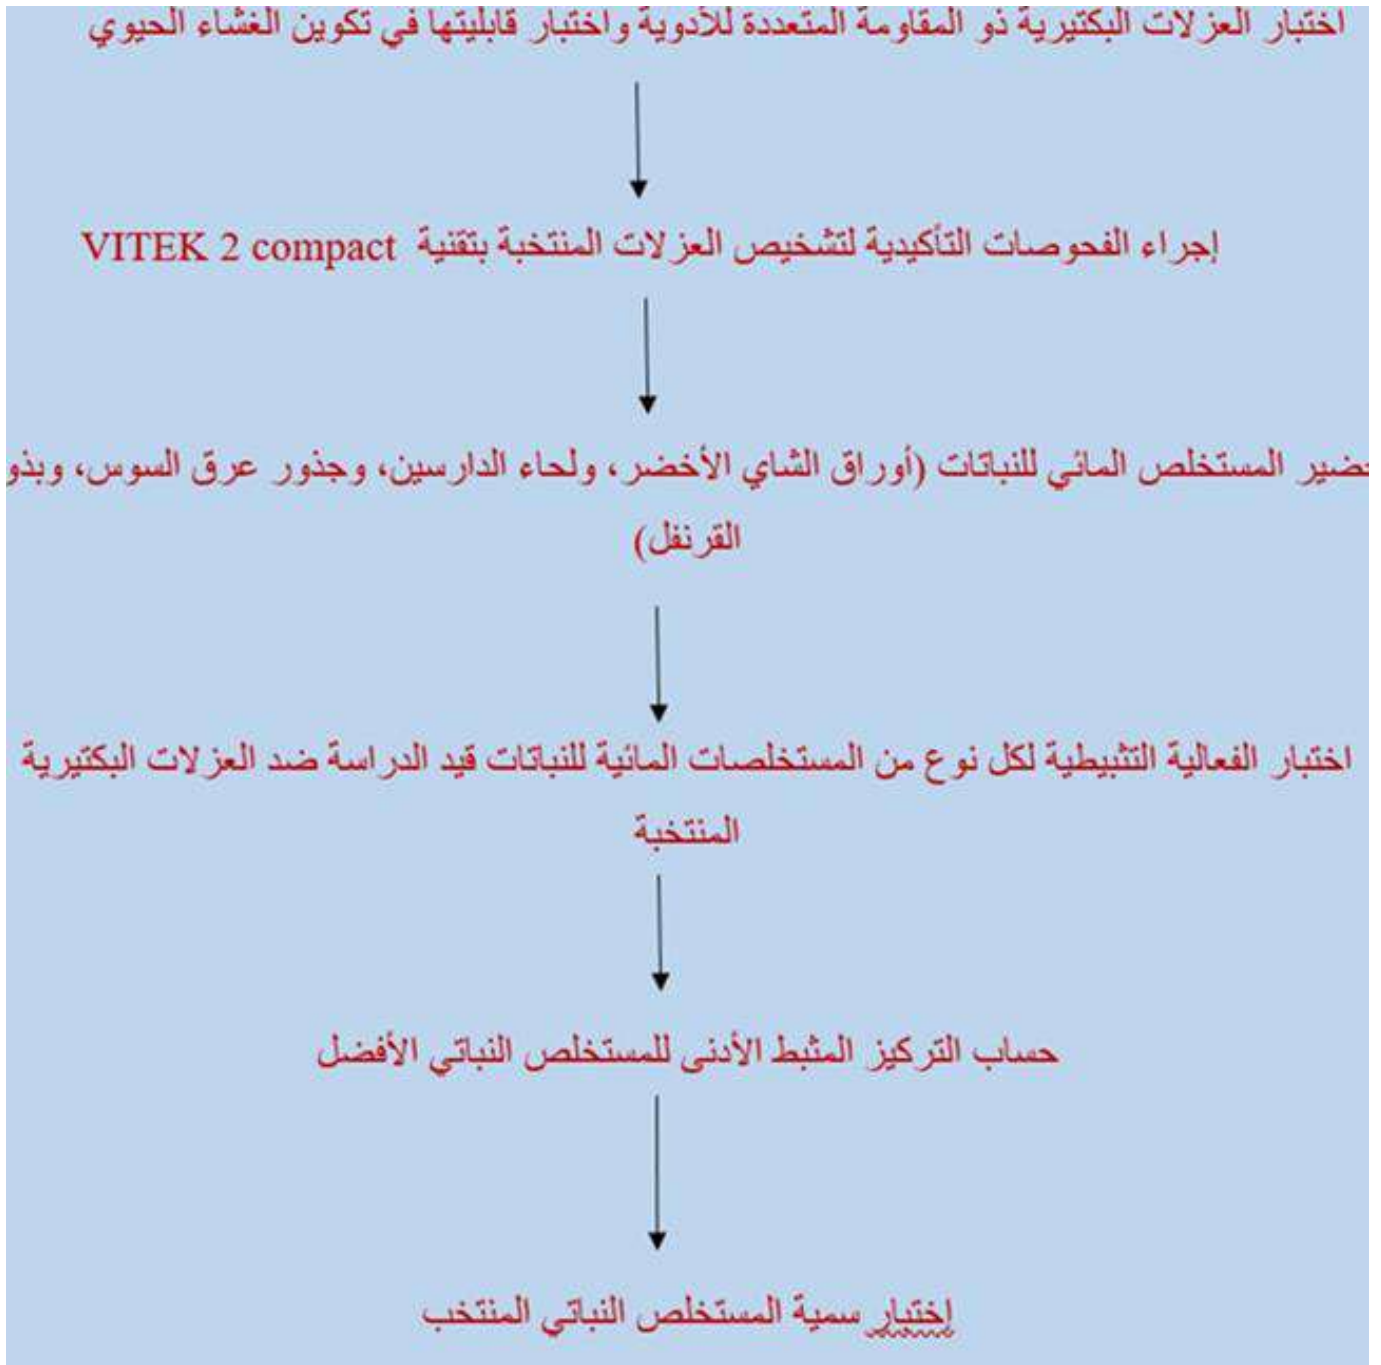 اختبار العزلات البكتيرية ذو المقاومة المتعددة للأدوية واختبار قابليتها في تكوين الغشاء الحيوي
إجراء الفحوصات التأكيدية لتشخيص العزلات المنتخبة بتقنية VITEK 2 compact
حضير المستخلص المائي للنباتات (أوراق الشاي الأخضر، ولحاء الدارسين، وجذور عرق السوس، وبذو
القرنفل)
اختبار الفعالية التثبيطية لكل نوع من المستخلصات المائية للنباتات قيد الدراسة ضد العزلات البكتيرية
المنتخبة
حساب التركيز المثبط الأدنى للمستخلص النباتي الأفضل
إختبار سمية المستخلص النباتي المنتخب